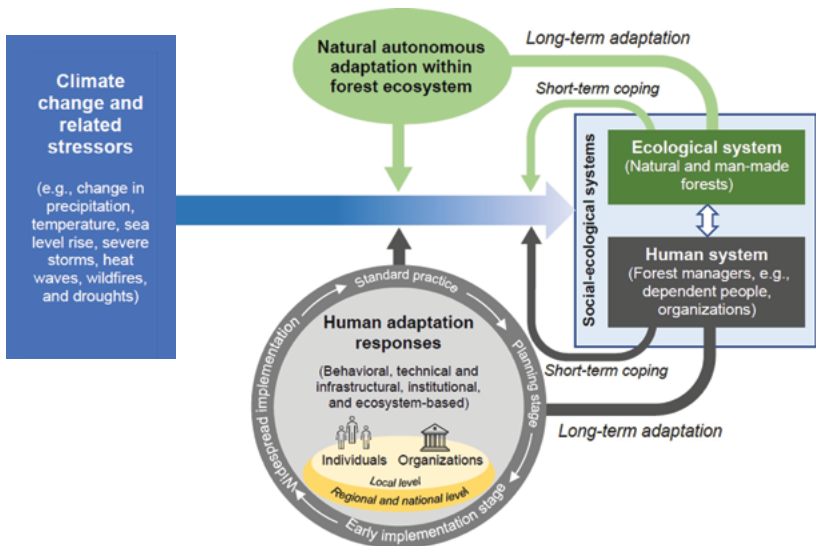 Climate
change and
related
stressors
(e.g., change in
precipitation,
temperature, sea
level rise, severe
storms, heat
waves, wildfires,
and droughts)
Natural autonomous
adaptation within
forest ecosystem
Long-term adaptation
Short-term coping
Social-ecological systems
Ecological system
(Natural and man-made
forests)
Human system
(Forest managers, e.g.,
dependent people,
organizations)
Short-term coping
Long-term adaptation
Standard practice
Planning stage
Early implementation stage
Widespread implementation
Human adaptation
responses
(Behavioral, technical and
infrastructural, institutional,
and ecosystem-based)
Individuals Organizations
Local level
Regional and national level